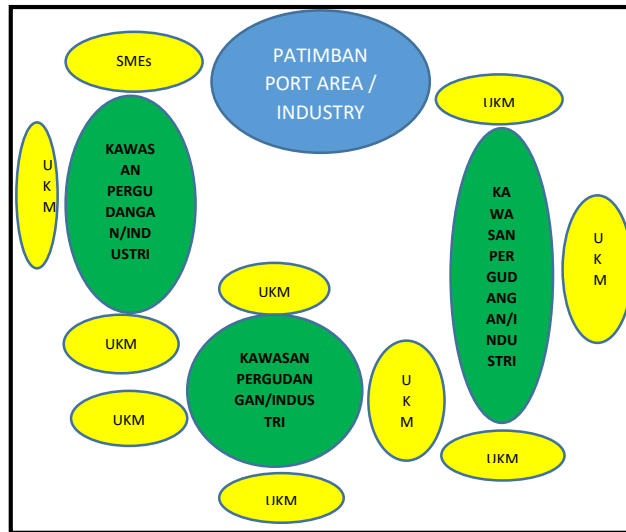 SMEs
PATIMBAN
PORT AREA /
INDUSTRY
UKM
U
K
M
KAWAS
AN
PERGU
DANGA
N/IND
USTRI
KA
WA
SAN
PER
GUD
ANG
AN/I
NDU
STRI
U
K
M
UKM
UKM
KAWASAN
PERGUDAN
GAN/INDUS
TRI
U
K
M
UKM
UKM
UKM